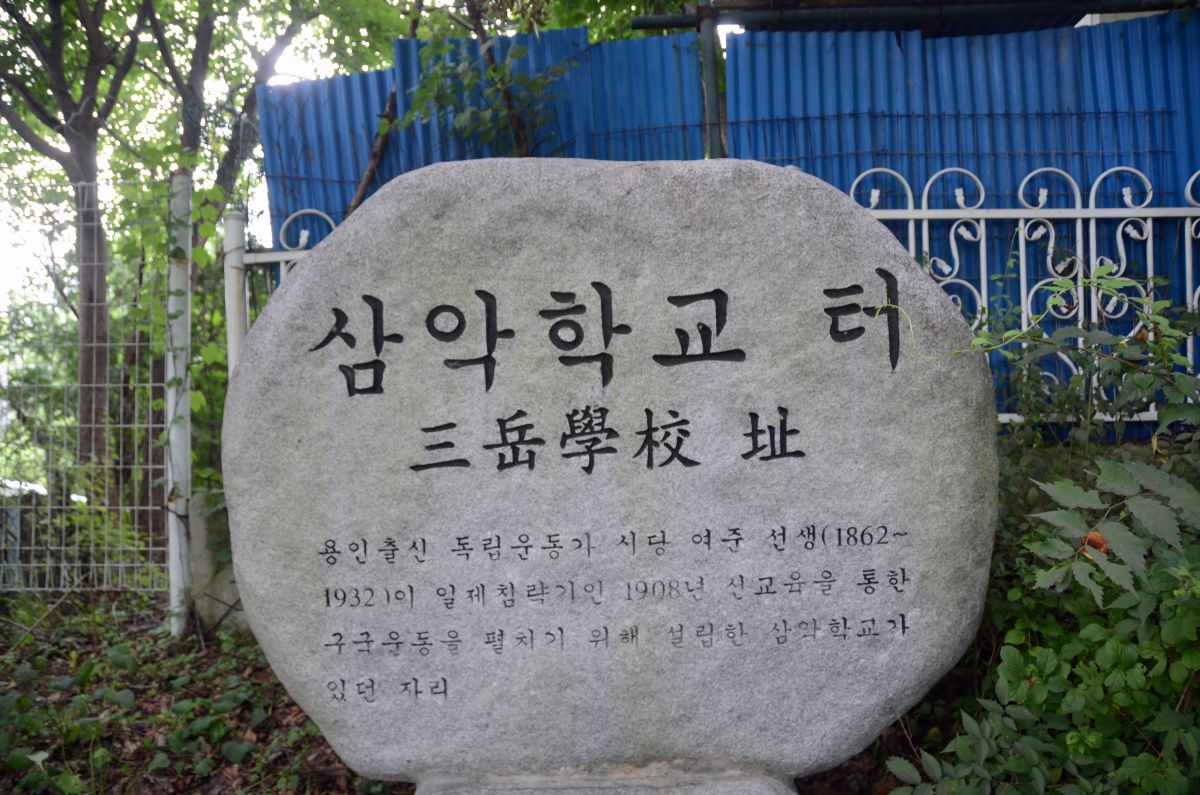 삼악학교 터
三岳學校 址
용인출신 독립운동가 시당 여준 선생(1862~
1932)이 일제침략기인 1908년 신교육을 통한
구국운동을 펼치기 위해 설립한 삼악학교가
있던 자리